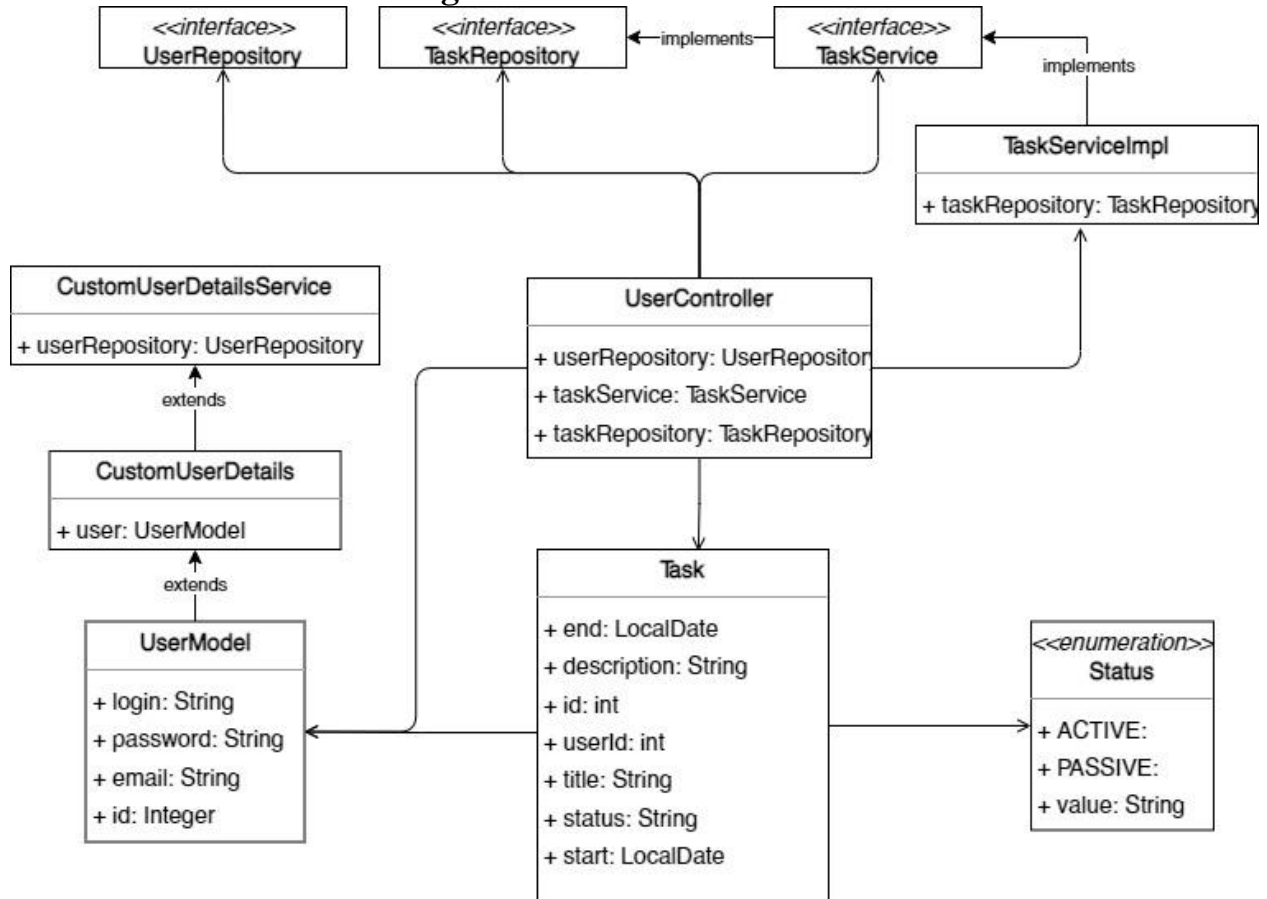 <<interface>>
UserRepository
<<interface>>
TaskRepository
implements
<<interface>>
TaskService
implements
TaskServiceImpl
+ taskRepository: TaskRepository
CustomUserDetailsService
+ userRepository: UserRepository
extends
CustomUserDetails
+ user: UserModel
extends
UserModel
+ login: String
+ password: String
+ email: String
+ id: Integer
UserController
+ userRepository: UserRepositor
+ taskService: TaskService
+ taskRepository: TaskRepository
Task
+ end: LocalDate
+ description: String
+ id: int
+ userId: int
+ title: String
+ status: String
+ start: LocalDate
<<enumeration>>
Status
+ ACTIVE:
+ PASSIVE:
+ value: String